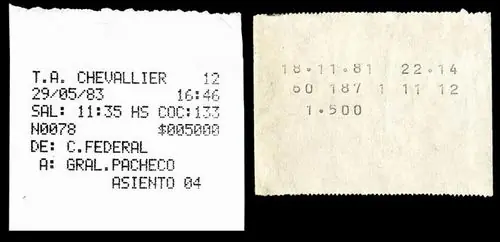 T.A. CHEVALLIER 12
29/05/83 16:46
SAL: 11:35 HS COC:133
N0078 $005000
DE: C.FEDERAL
A: GRAL.PACHECO
ASIENTO 04
18·11·81 22·14
60 187 1 11 12
1·500